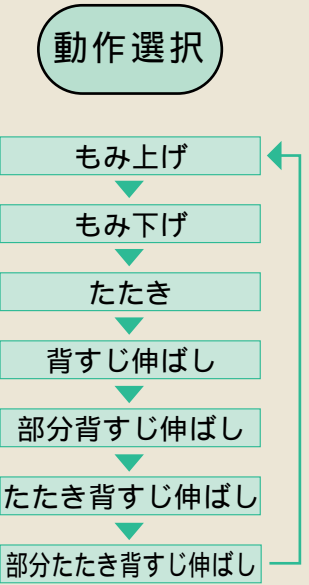 動作選択
もみ上げ
もみ下げ
たたき
背すじ伸ばし
部分背すじ伸ばし
たたき背すじ伸ばし
部分たたき背すじ伸ばし